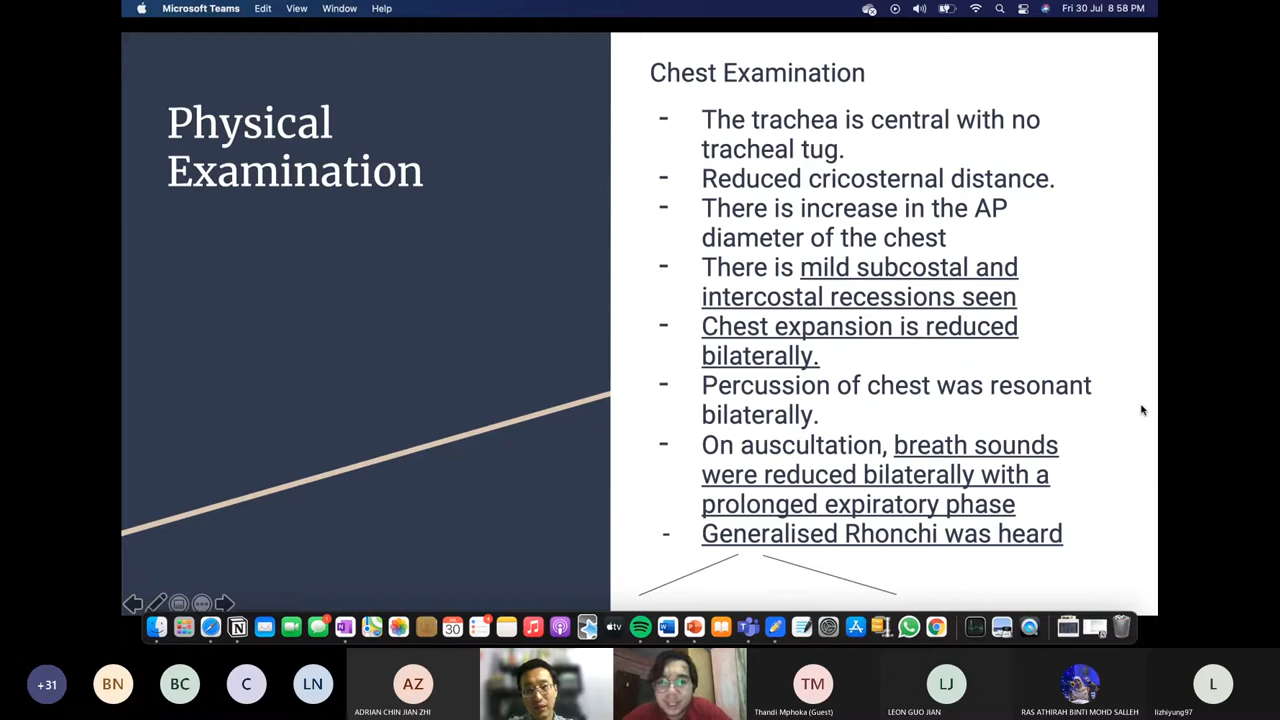 Microsoft Teams Edit View Window Help Fri 30 Jul 8 58 PM
Physical
Examination
Chest Examination
- The trachea is central with no
tracheal tug.
- Reduced cricosternal distance.
- There is increase in the AP
diameter of the chest
- There is mild subcostal and
intercostal recessions seen
- Chest expansion is reduced
bilaterally.
- Percussion of chest was resonant
bilaterally.
- On auscultation, breath sounds
were reduced bilaterally with a
prolonged expiratory phase
- Generalised Rhonchi was heard
JUL
30
tv
+31 BN BC C LN AZ TM LJ L
ADRIAN CHIN JIAN ZHI Thandi Mphoka (Guest) LEON GUO JIAN RAS ATHIRAH BINTI MOHD SALLEH lizhiyung97